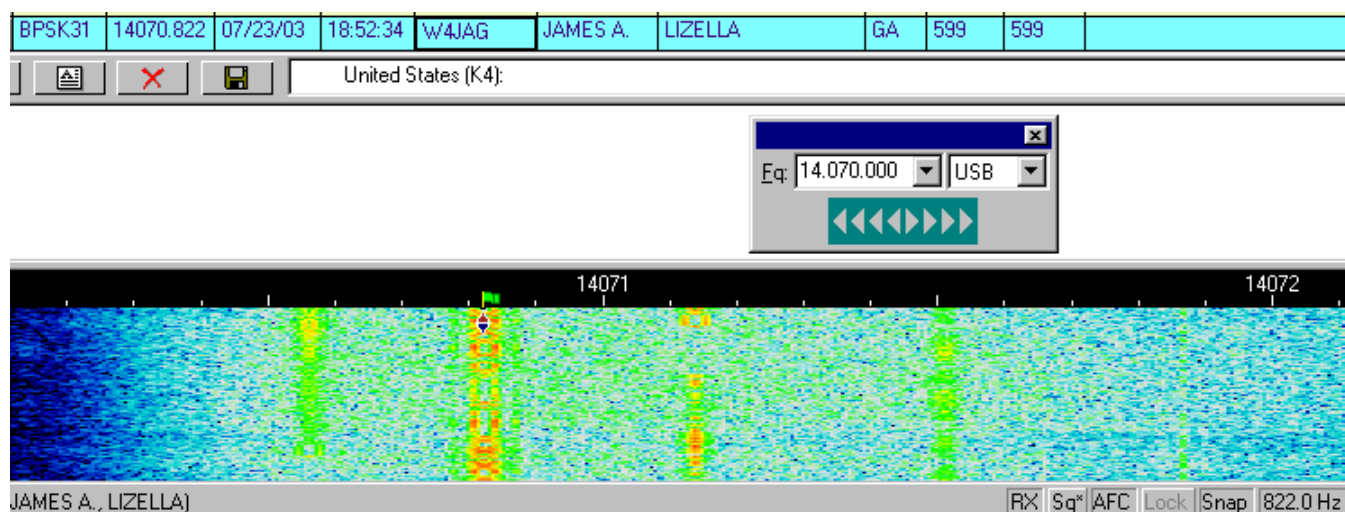 BPSK31 14070.822 07/23/03 18:52:34 W4JAG JAMES A. LIZELLA GA 599 599
United States (K4):
Fq: 14.070.000 USB
14071 14072
JAMES A., LIZELLA) RX Sq* AFC Lock Snap 822.0 Hz